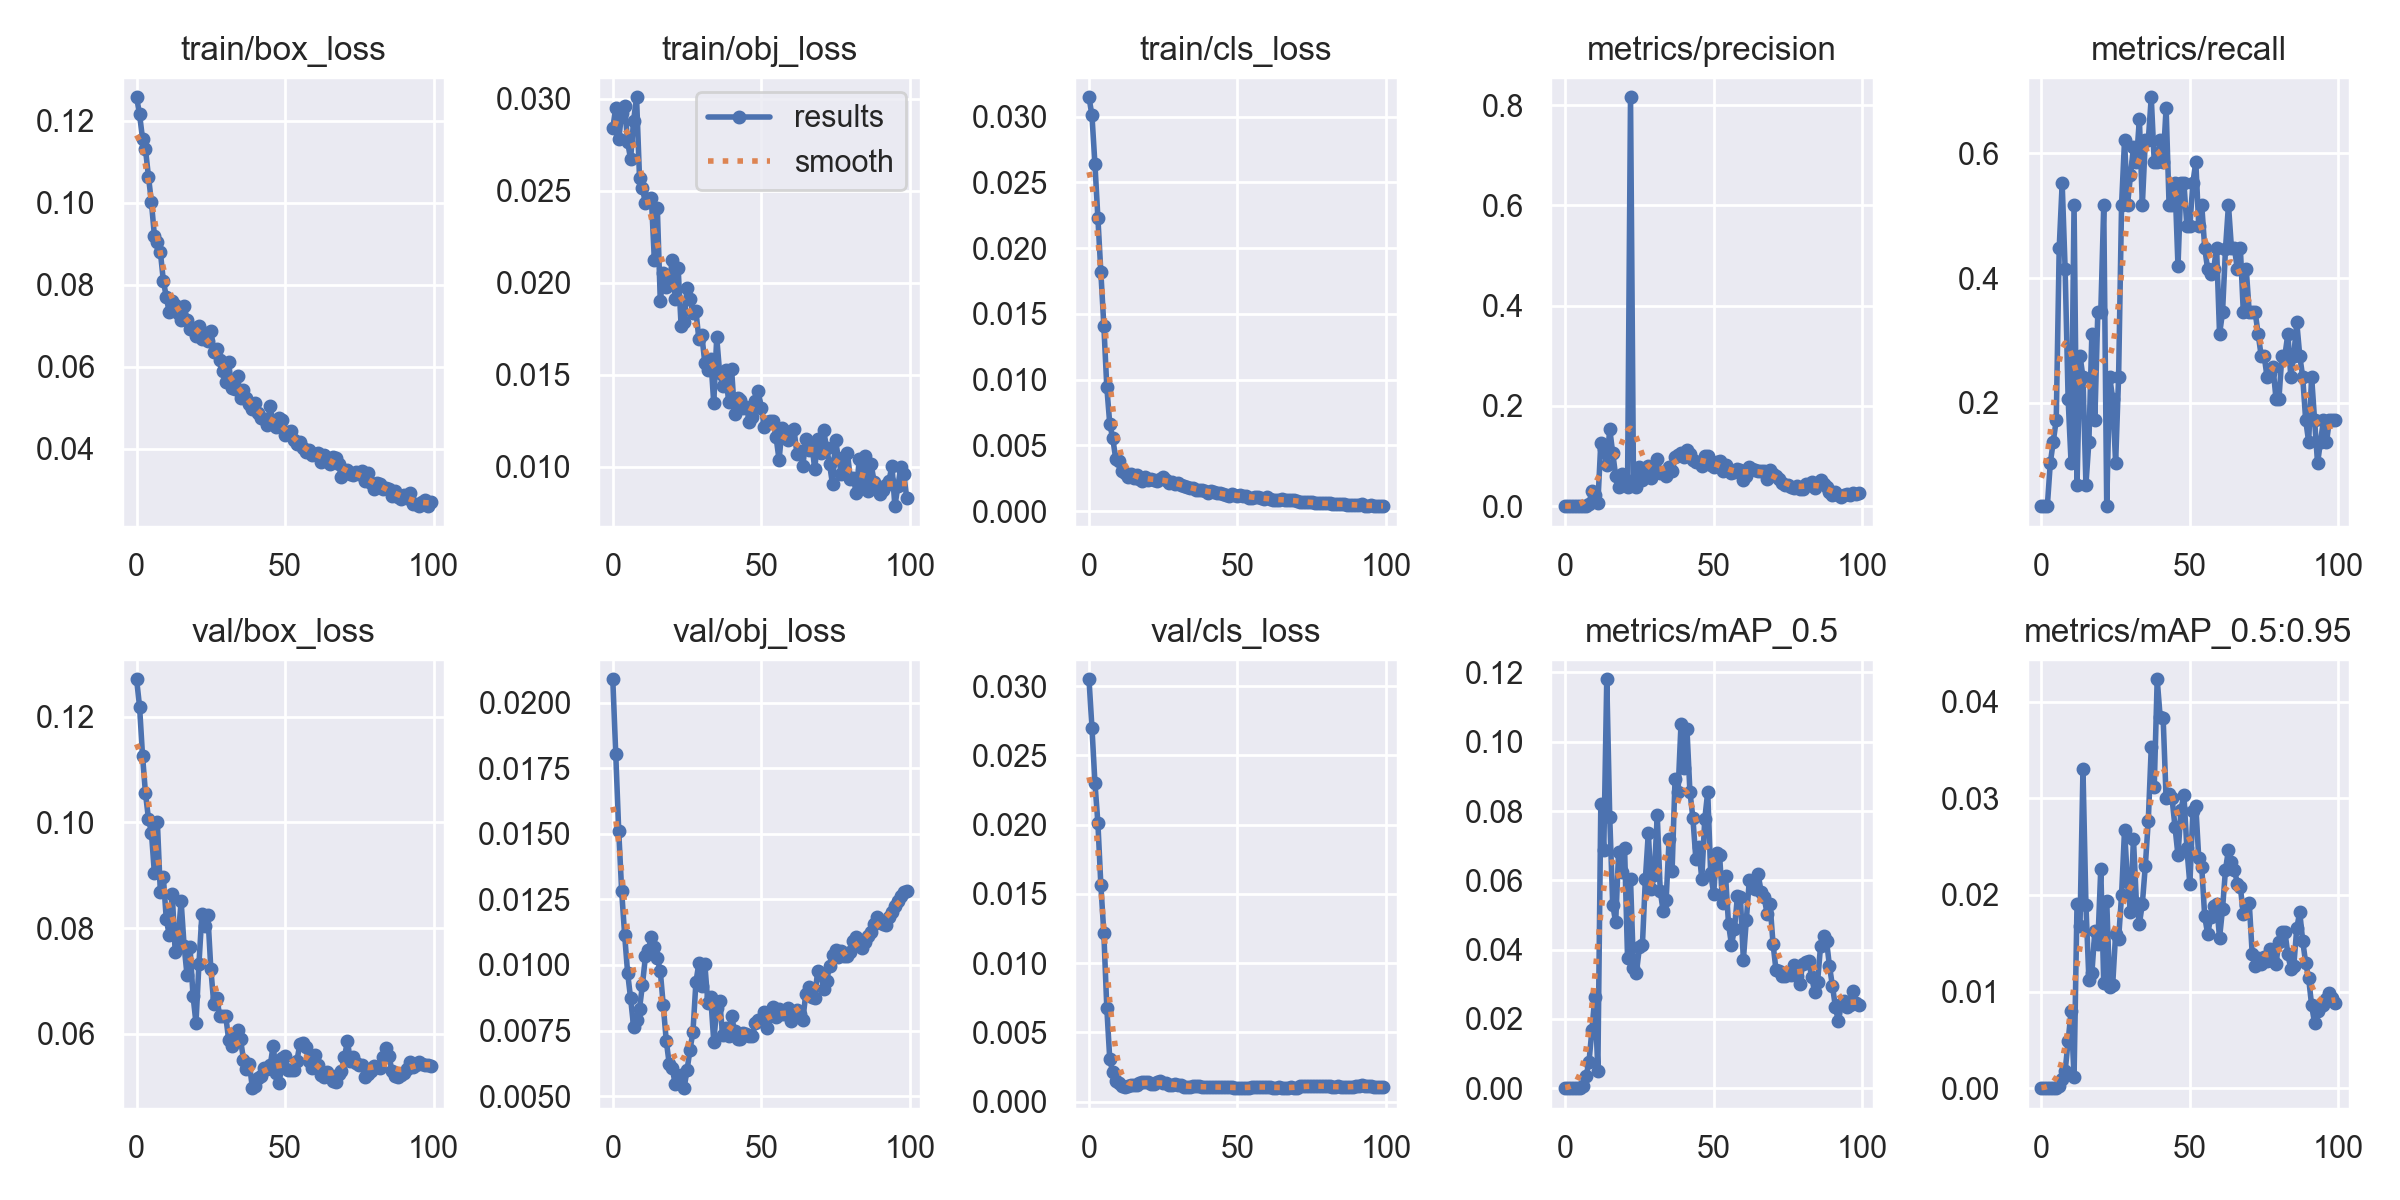 train/box_loss
0.12
0.10
0.08
0.06
0.04
0 50 100
train/obj_loss
results
smooth
0.030
0.025
0.020
0.015
0.010
0 50 100
train/cls_loss
0.030
0.025
0.020
0.015
0.010
0.005
0.000
0 50 100
metrics/precision
0.8
0.6
0.4
0.2
0.0
0 50 100
metrics/recall
0.6
0.4
0.2
0 50 100
val/box_loss
0.12
0.10
0.08
0.06
0 50 100
val/obj_loss
0.0200
0.0175
0.0150
0.0125
0.0100
0.0075
0.0050
0 50 100
val/cls_loss
0.030
0.025
0.020
0.015
0.010
0.005
0.000
0 50 100
metrics/mAP_0.5
0.12
0.10
0.08
0.06
0.04
0.02
0.00
0 50 100
metrics/mAP_0.5:0.95
0.04
0.03
0.02
0.01
0.00
0 50 100